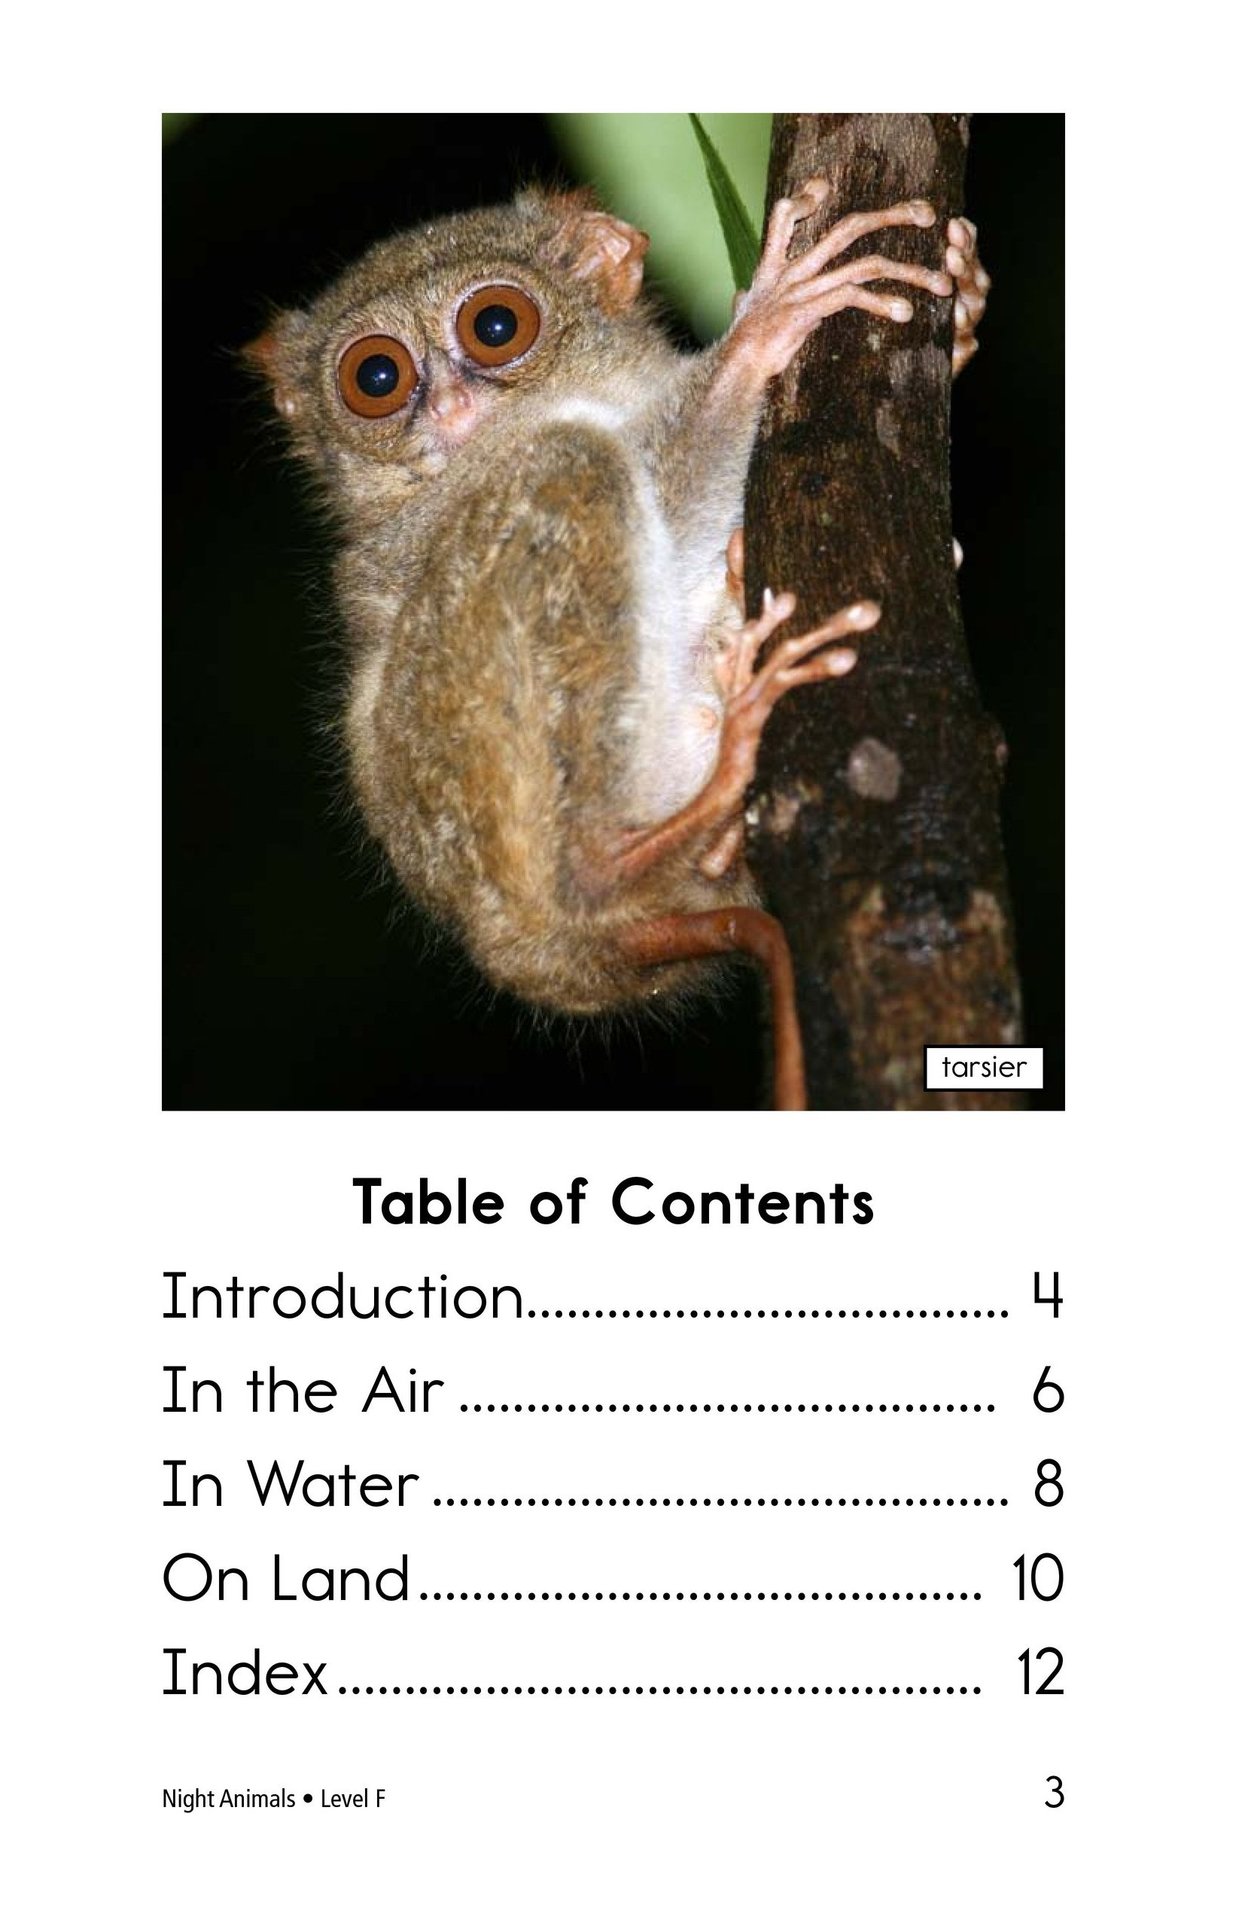 tarsier
Table of Contents
Introduction.................................... 4
In the Air ........................................ 6
In Water ........................................... 8
On Land.......................................... 10
Index................................................ 12
Night Animals • Level F 3